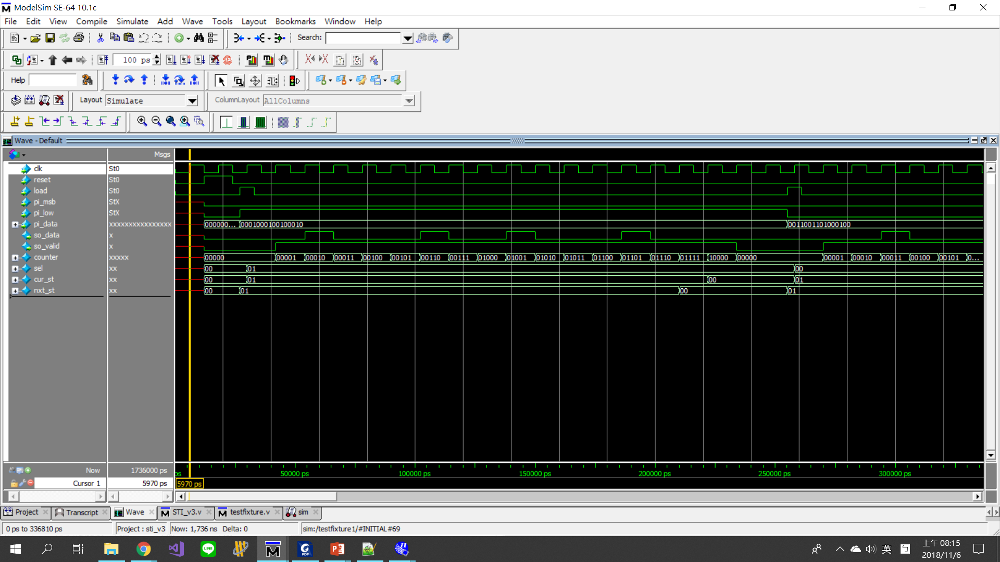 ModelSim SE-64 10.1c
File Edit View Compile Simulate Add Wave Tools Layout Bookmarks Window Help
Search:
100 ps
Help
Layout Simulate ColumnLayout AllColumns
Wave - Default
Msgs
clk St0
reset St0
load St0
pi_msb StX
pi_low StX
pi_data xxxxxxxxxxxxxxxx 000000... 0001000100100010 0011001101000100
so_data x
so_valid x
counter xxxxx 00000 00001 00010 00011 00100 00101 00110 00111 01000 01001 01010 01011 01100 01101 01110 01111 10000 00000 00001 00010 00011 00100 00101 0...
sel xx 00 01 00
cur_st xx 00 01 00 01
nxt_st xx 00 01 00 01
Now 1736000 ps ps 50000 ps 100000 ps 150000 ps 200000 ps 250000 ps 300000 ps
Cursor 1 5970 ps 5970 ps
Project Transcript Wave STI_v3.v testfixture.v sim
0 ps to 336810 ps Project : sti_v3 Now: 1,736 ns Delta: 0 sim:/testfixture1/#INITIAL#69
英 上午 08:15
2018/11/6